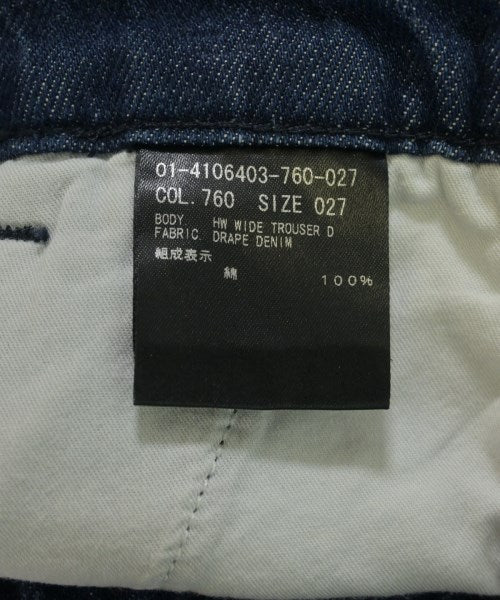 01-4106403-760-027
COL. 760 SIZE 027
BODY HW WIDE TROUSER D
FABRIC DRAPE DENIM
組成表示
綿 100%